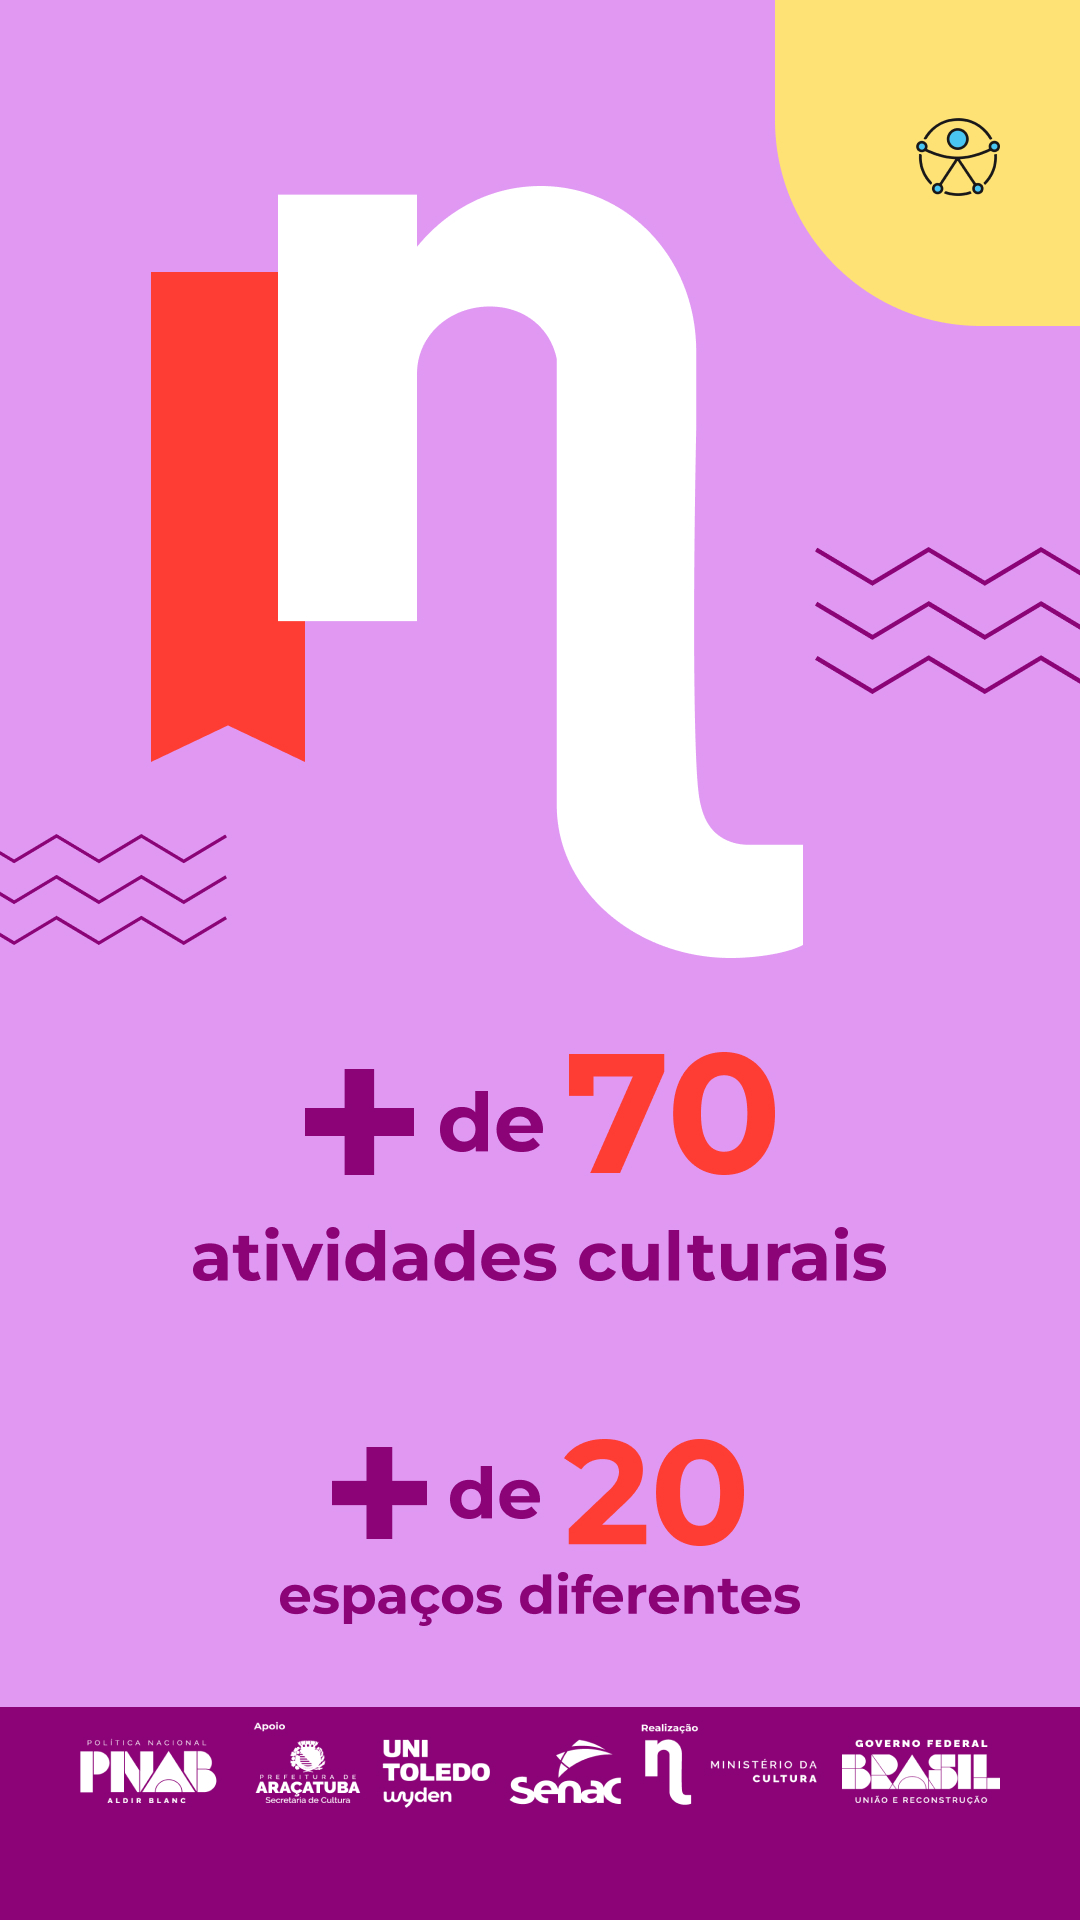 n
+ de 70
atividades culturais
+ de 20
espaços diferentes
POLÍTICA NACIONAL
PNAB
ALDIR BLANC
Apoio
PREFEITURA DE
ARAÇATUBA
Secretaria de Cultura
UNI
TOLEDO
wyden
senac
Realização
n
MINISTÉRIO DA
CULTURA
GOVERNO FEDERAL
BRASIL
UNIÃO E RECONSTRUÇÃO